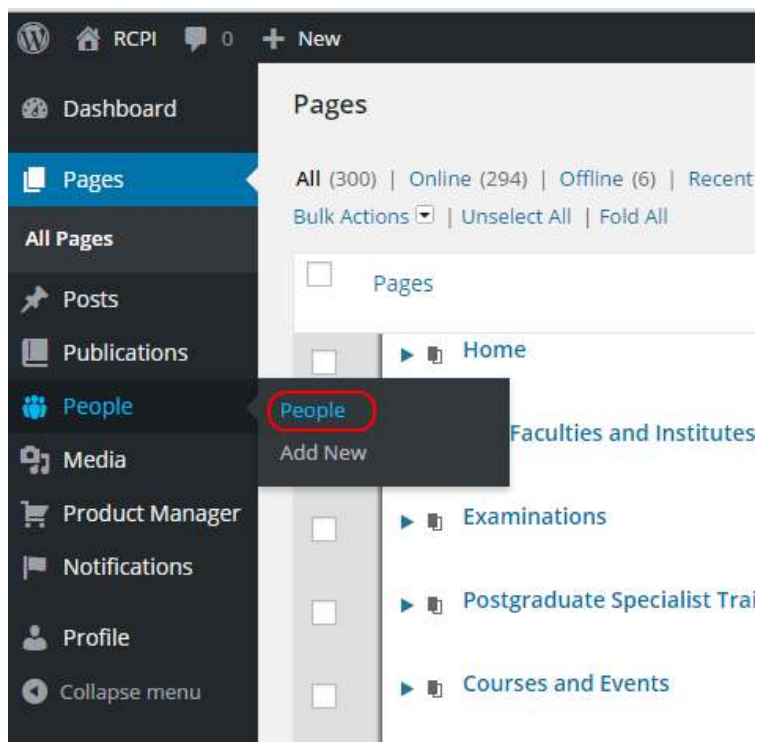 RCPI 0 + New
Dashboard
Pages
All Pages
Posts
Publications
People
Media
Product Manager
Notifications
Profile
Collapse menu
People
Add New
Pages
All (300) | Online (294) | Offline (6) | Recent
Bulk Actions | Unselect All | Fold All
Pages
Home
Faculties and Institutes
Examinations
Postgraduate Specialist Trai
Courses and Events